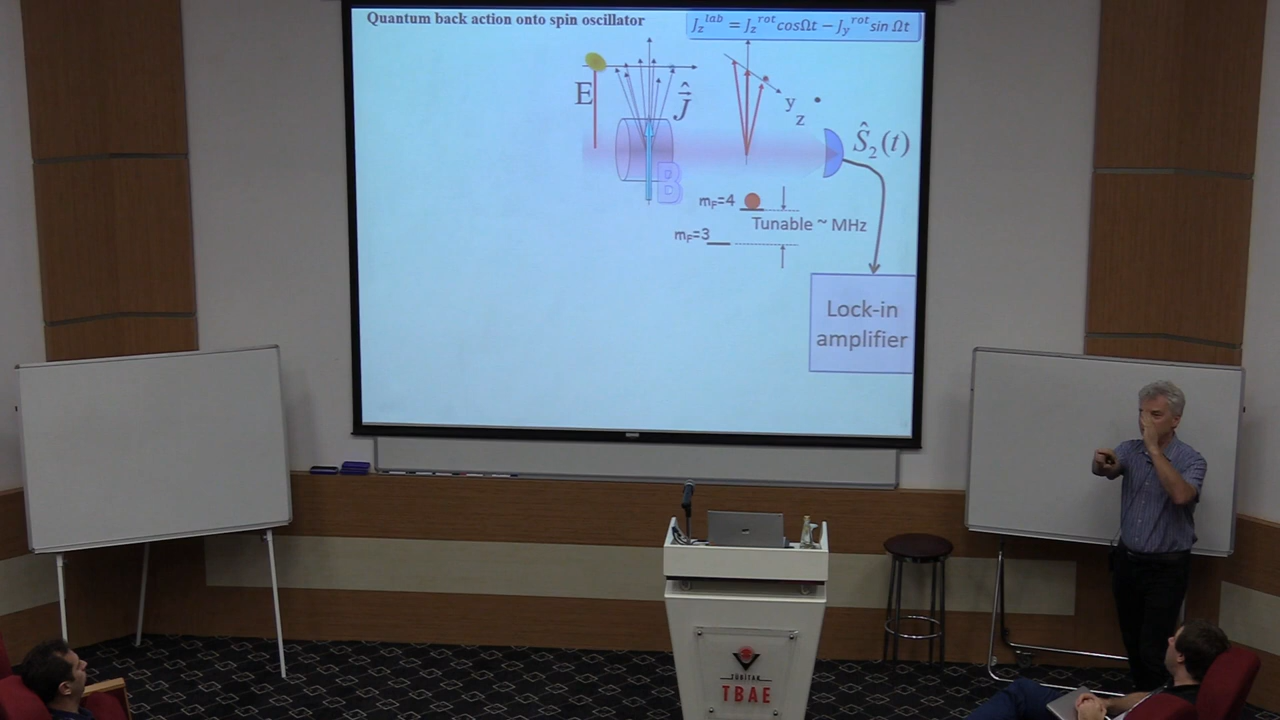 Quantum back action onto spin oscillator
J_z^lab = J_z^rot cosΩt − J_y^rot sin Ωt
E
Ĵ
y
z
Ŝ₂(t)
B
m_F=4
Tunable ~ MHz
m_F=3
Lock-in
amplifier
TÜBİTAK
TBAE